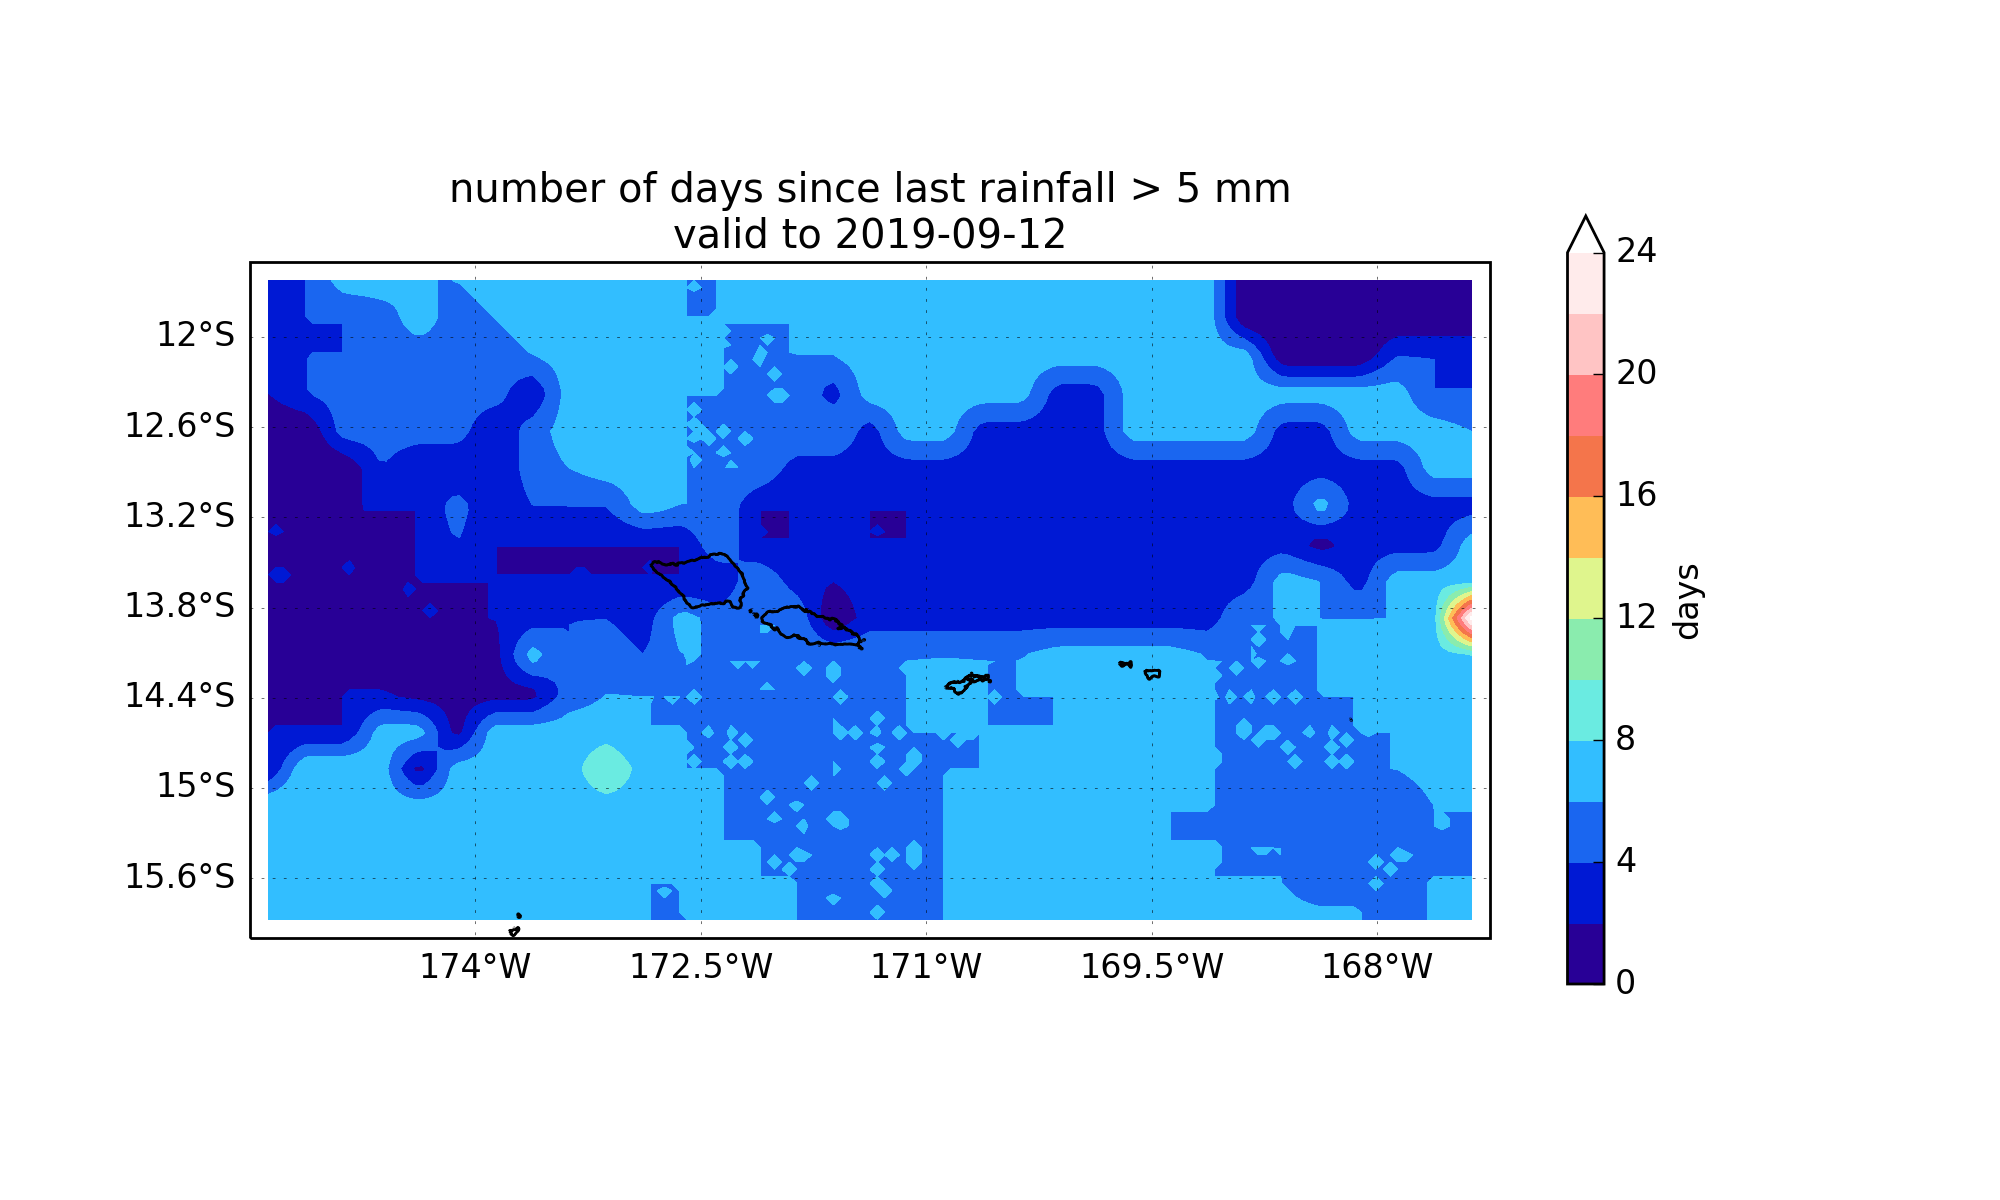 number of days since last rainfall > 5 mm
valid to 2019-09-12
12°S
12.6°S
13.2°S
13.8°S
14.4°S
15°S
15.6°S
174°W
172.5°W
171°W
169.5°W
168°W
24
20
16
12
8
4
0
days